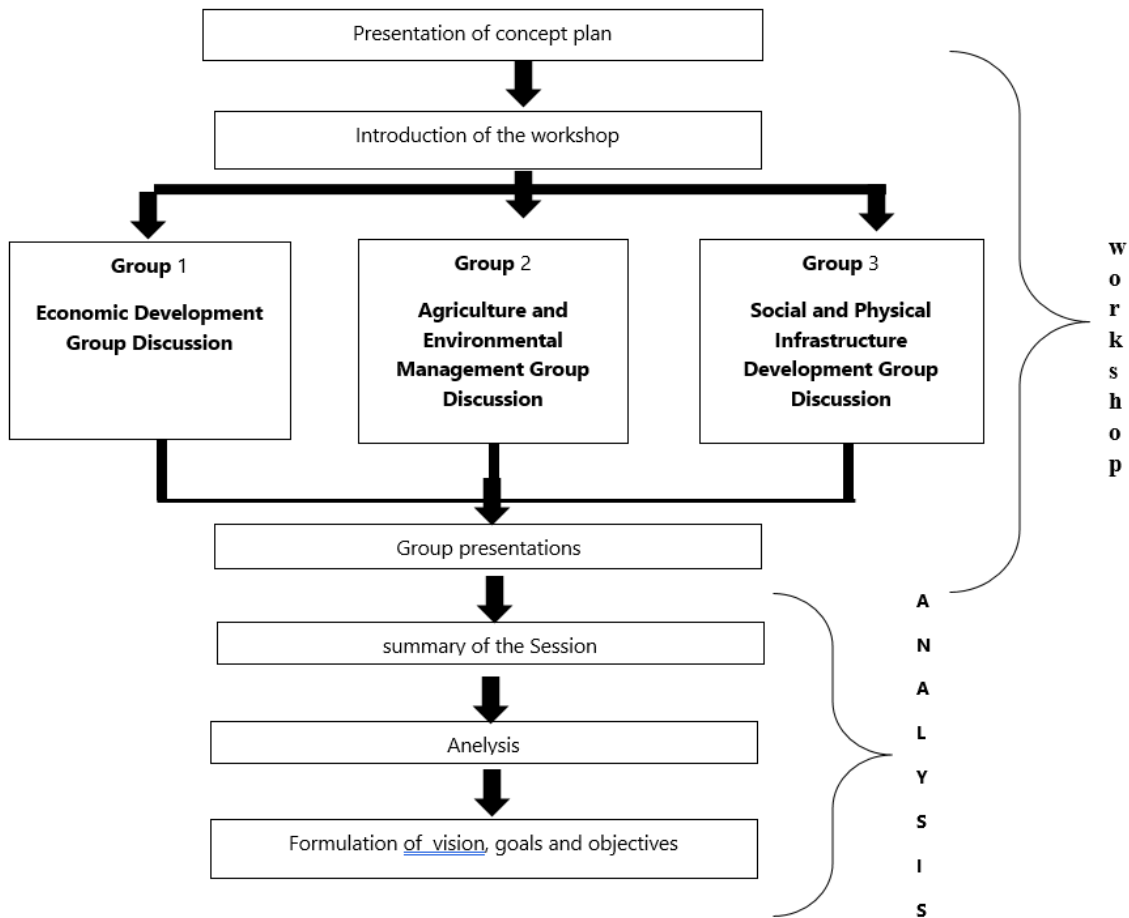 Presentation of concept plan
Introduction of the workshop
Group 1
Economic Development
Group Discussion
Group 2
Agriculture and
Environmental
Management Group
Discussion
Group 3
Social and Physical
Infrastructure
Development Group
Discussion
workshop
Group presentations
summary of the Session
Anelysis
Formulation of vision, goals and objectives
ANALYSIS